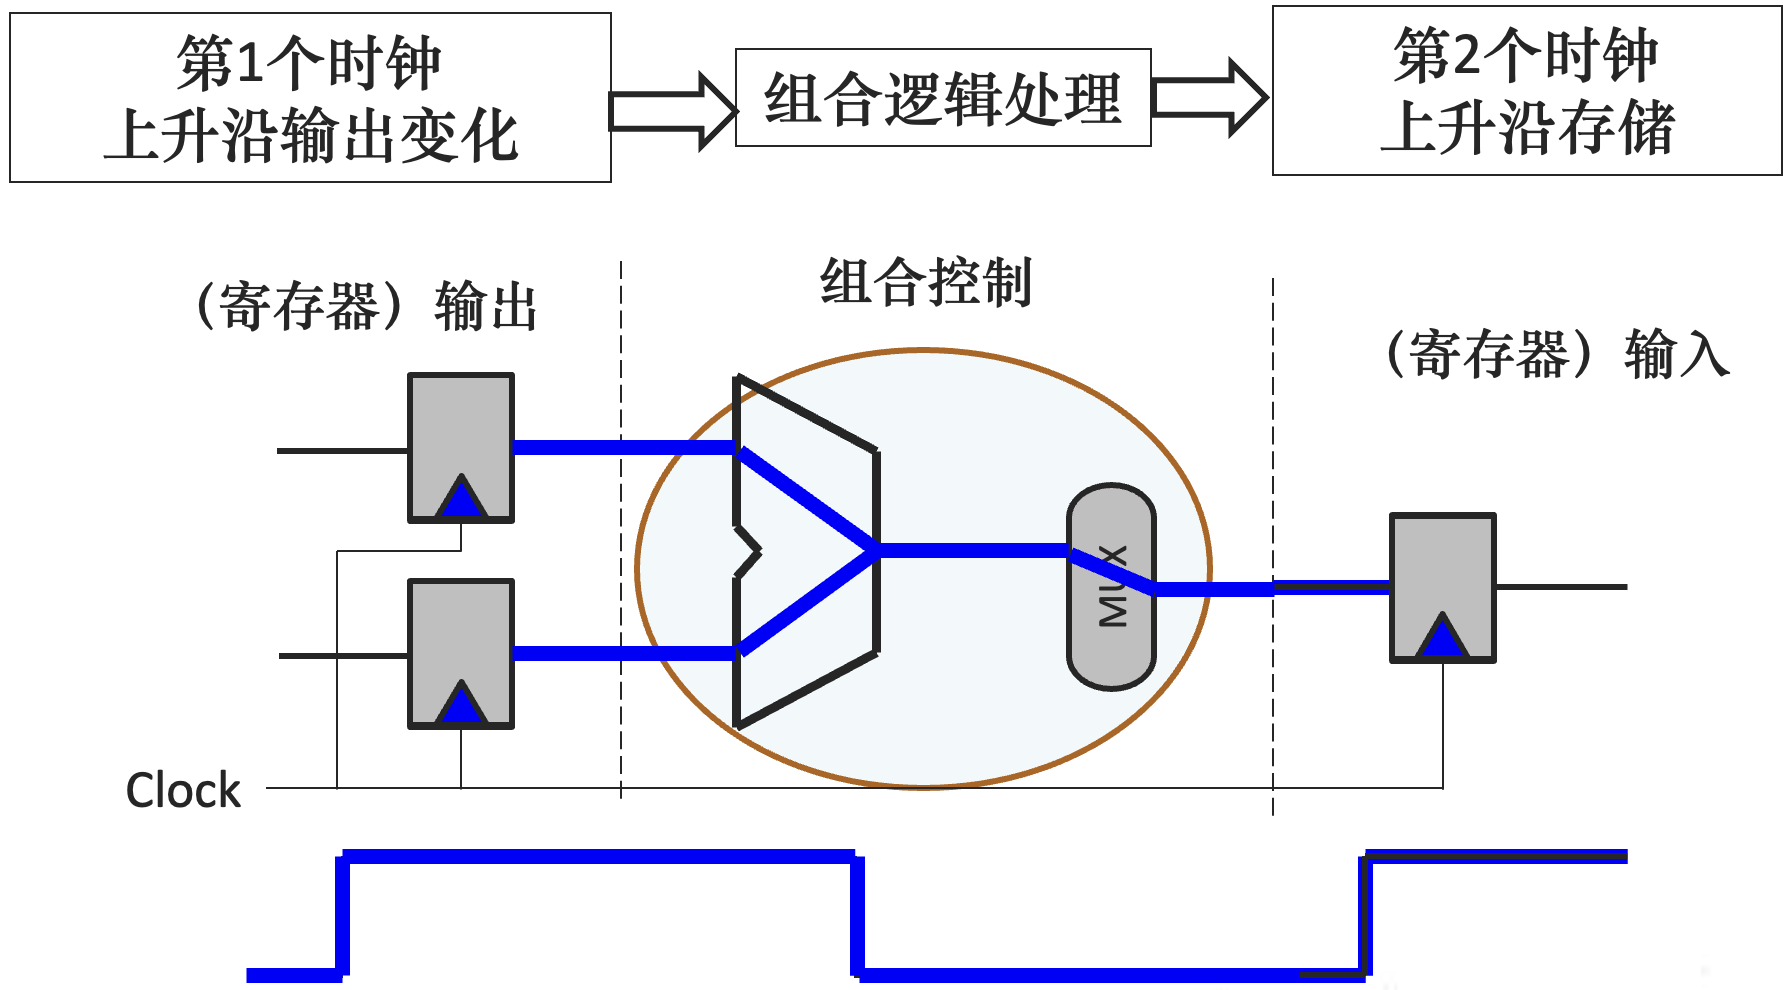 第1个时钟
上升沿输出变化
组合逻辑处理
第2个时钟
上升沿存储
（寄存器）输出
组合控制
（寄存器）输入
MUX
Clock